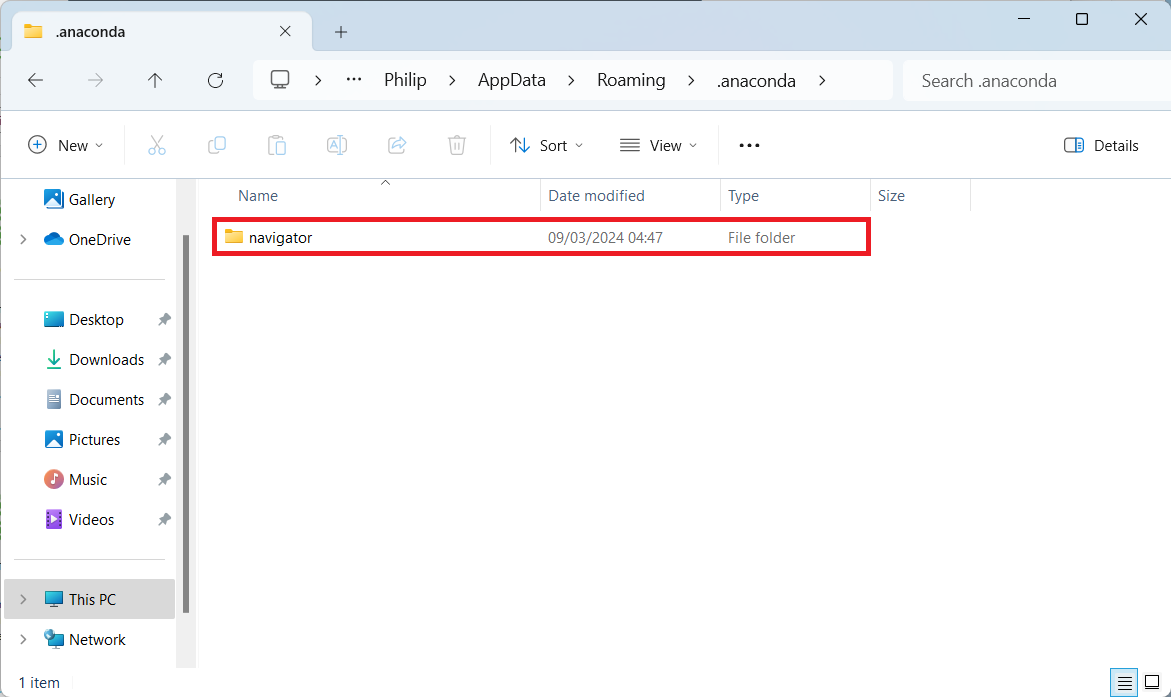 .anaconda
Philip AppData Roaming .anaconda Search .anaconda
New Sort View Details
Name Date modified Type Size
navigator 09/03/2024 04:47 File folder
Gallery
OneDrive
Desktop
Downloads
Documents
Pictures
Music
Videos
This PC
Network
1 item